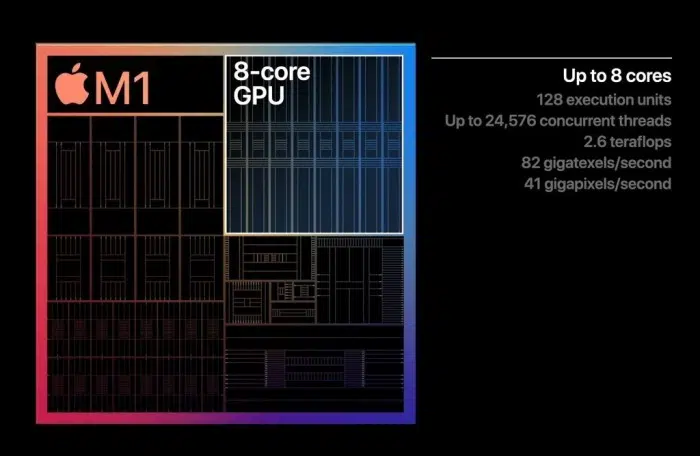 M1
8-core
GPU
Up to 8 cores
128 execution units
Up to 24,576 concurrent threads
2.6 teraflops
82 gigatexels/second
41 gigapixels/second